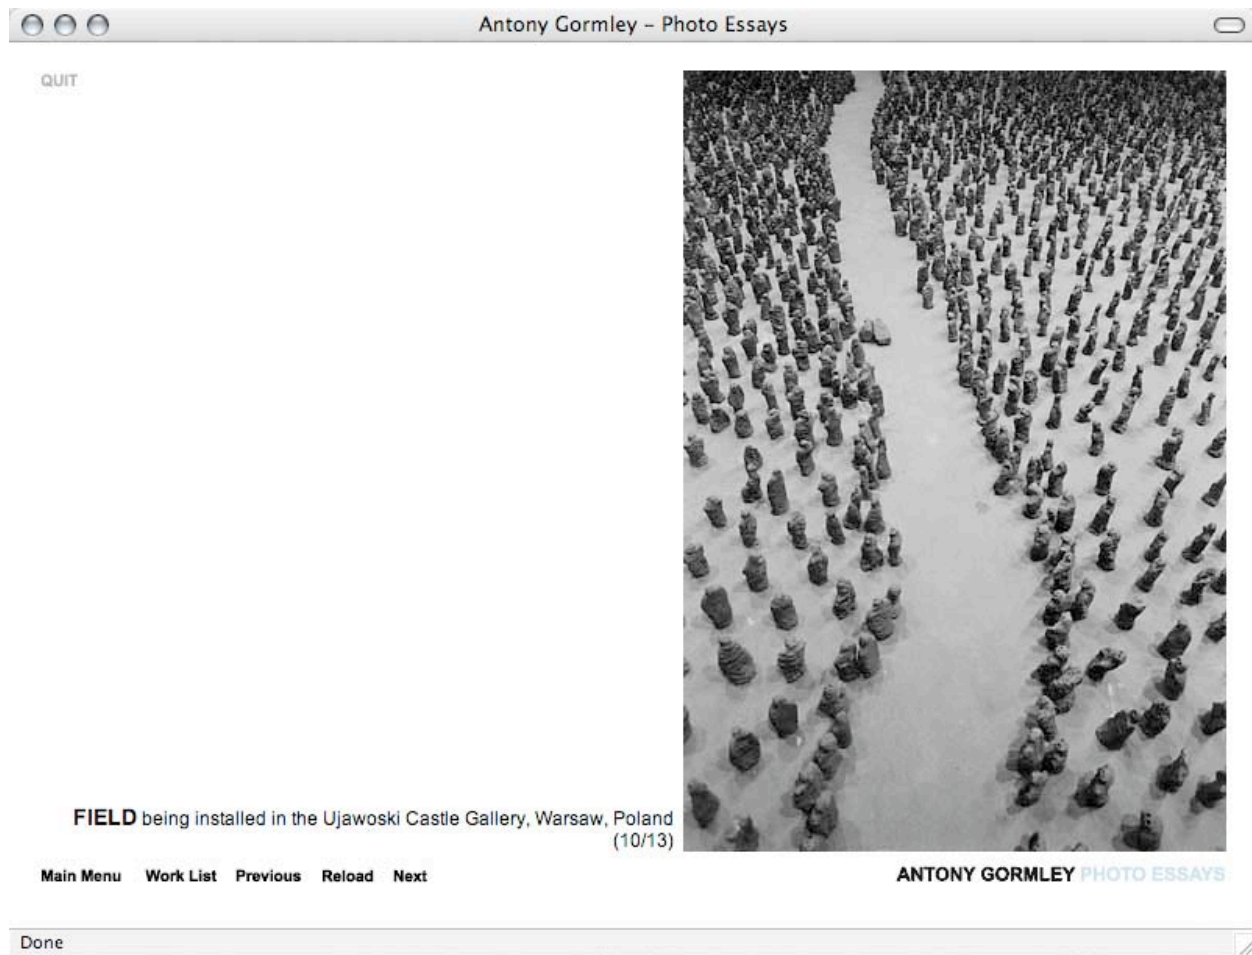 Antony Gormley – Photo Essays
QUIT
FIELD being installed in the Ujawoski Castle Gallery, Warsaw, Poland
(10/13)
Main Menu Work List Previous Reload Next
ANTONY GORMLEY PHOTO ESSAYS
Done